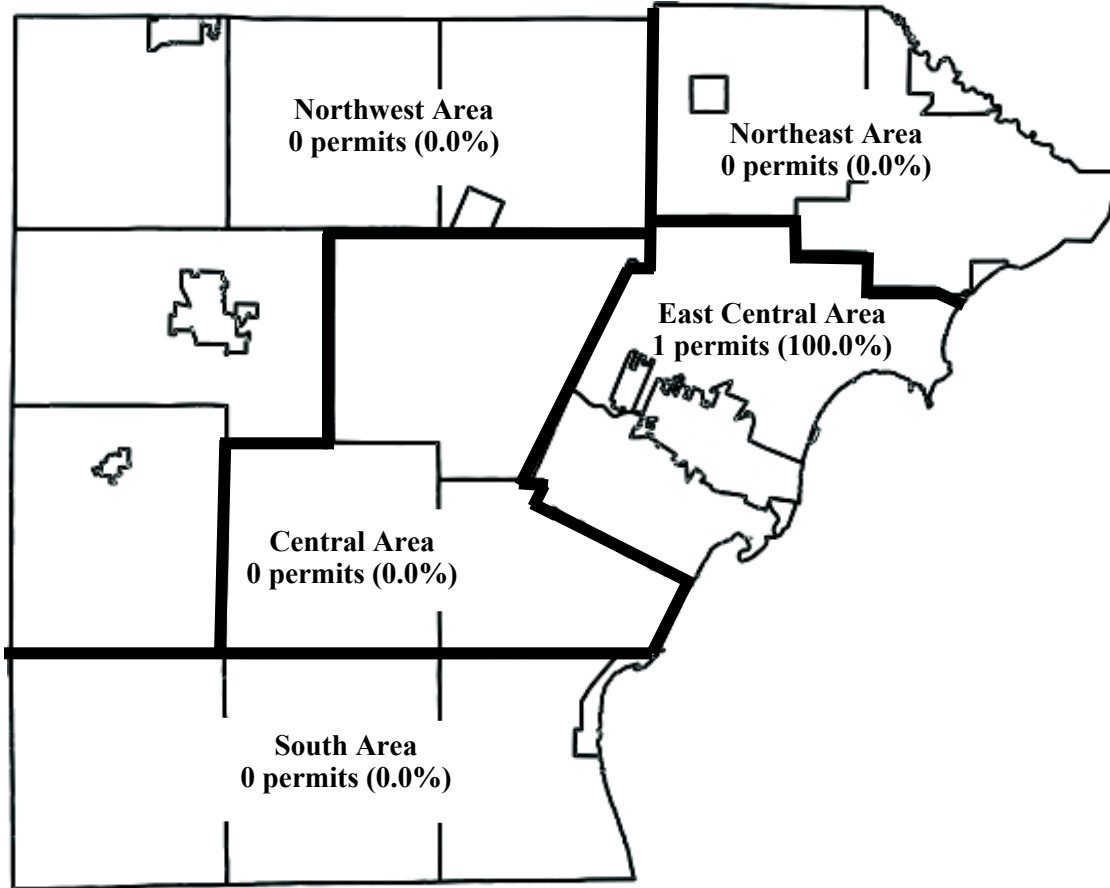 Northwest Area
0 permits (0.0%)
Northeast Area
0 permits (0.0%)
East Central Area
1 permits (100.0%)
Central Area
0 permits (0.0%)
South Area
0 permits (0.0%)